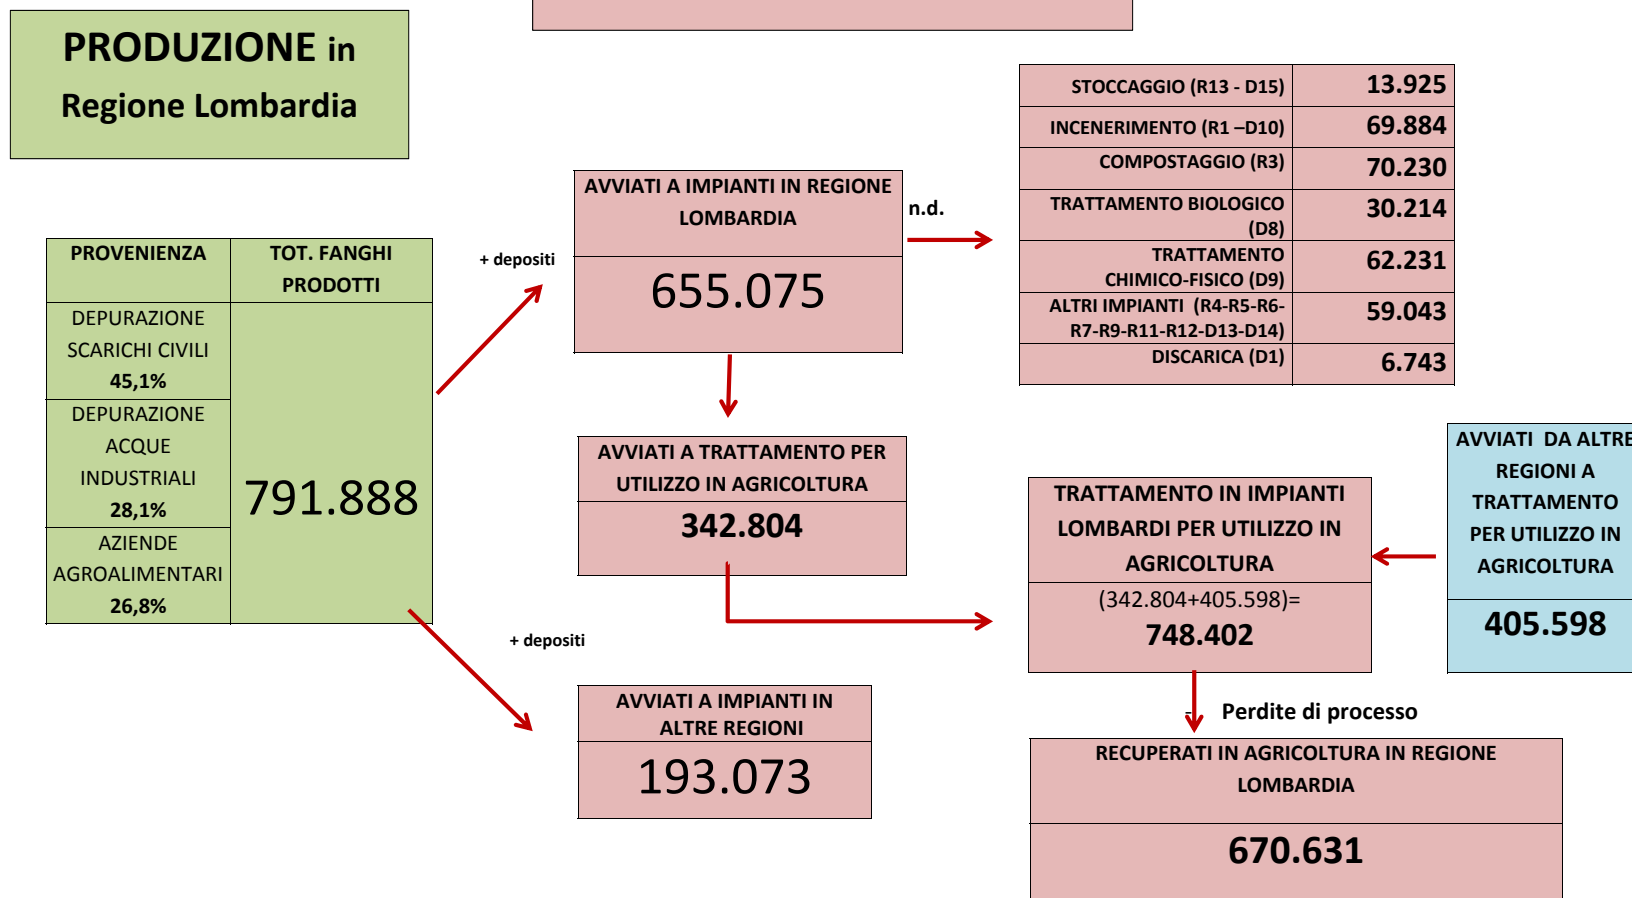 PRODUZIONE in
Regione Lombardia
PROVENIENZA
TOT. FANGHI
PRODOTTI
DEPURAZIONE
SCARICHI CIVILI
45,1%
DEPURAZIONE
ACQUE
INDUSTRIALI
28,1%
AZIENDE
AGROALIMENTARI
26,8%
791.888
+ depositi
+ depositi
AVVIATI A IMPIANTI IN REGIONE
LOMBARDIA
655.075
n.d.
STOCCAGGIO (R13 - D15) 13.925
INCENERIMENTO (R1 –D10) 69.884
COMPOSTAGGIO (R3) 70.230
TRATTAMENTO BIOLOGICO
(D8) 30.214
TRATTAMENTO
CHIMICO-FISICO (D9) 62.231
ALTRI IMPIANTI (R4-R5-R6-
R7-R9-R11-R12-D13-D14) 59.043
DISCARICA (D1) 6.743
AVVIATI A TRATTAMENTO PER
UTILIZZO IN AGRICOLTURA
342.804
TRATTAMENTO IN IMPIANTI
LOMBARDI PER UTILIZZO IN
AGRICOLTURA
(342.804+405.598)=
748.402
AVVIATI DA ALTRE
REGIONI A
TRATTAMENTO
PER UTILIZZO IN
AGRICOLTURA
405.598
AVVIATI A IMPIANTI IN
ALTRE REGIONI
193.073
- Perdite di processo
RECUPERATI IN AGRICOLTURA IN REGIONE
LOMBARDIA
670.631